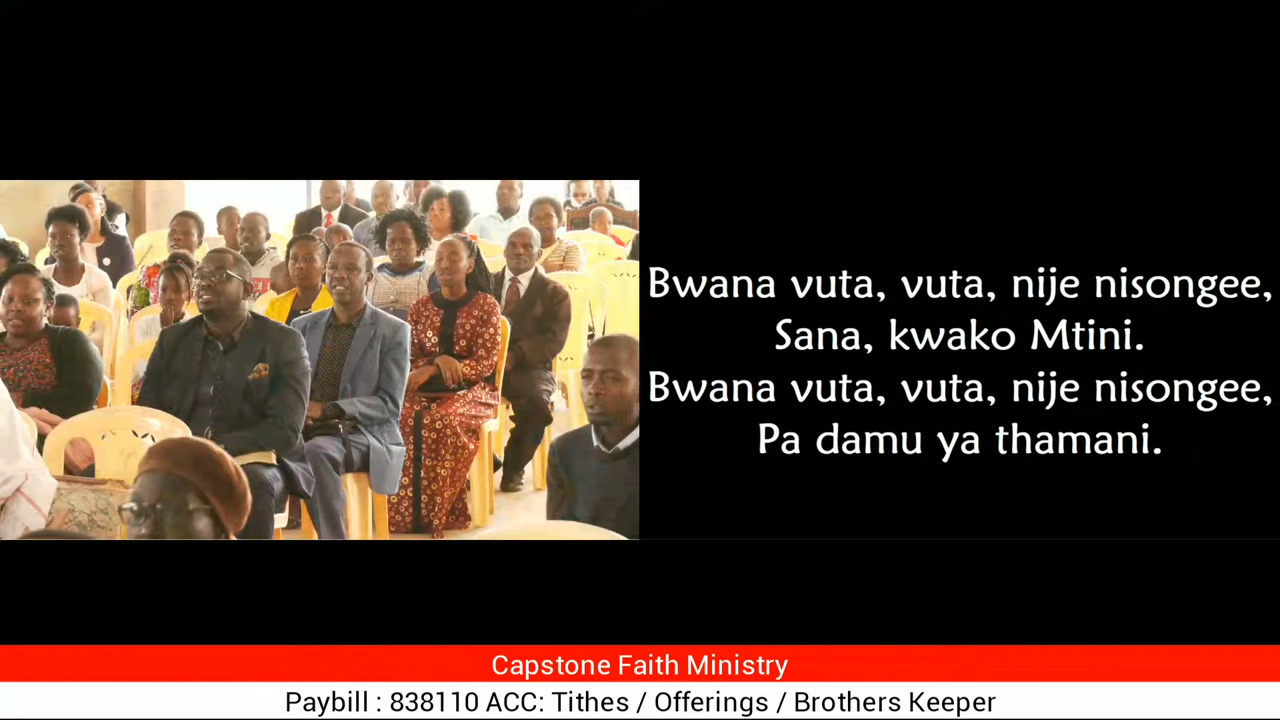 Bwana vuta, vuta, nije nisongee,
Sana, kwako Mtini.
Bwana vuta, vuta, nije nisongee,
Pa damu ya thamani.
Capstone Faith Ministry
Paybill : 838110 ACC: Tithes / Offerings / Brothers Keeper